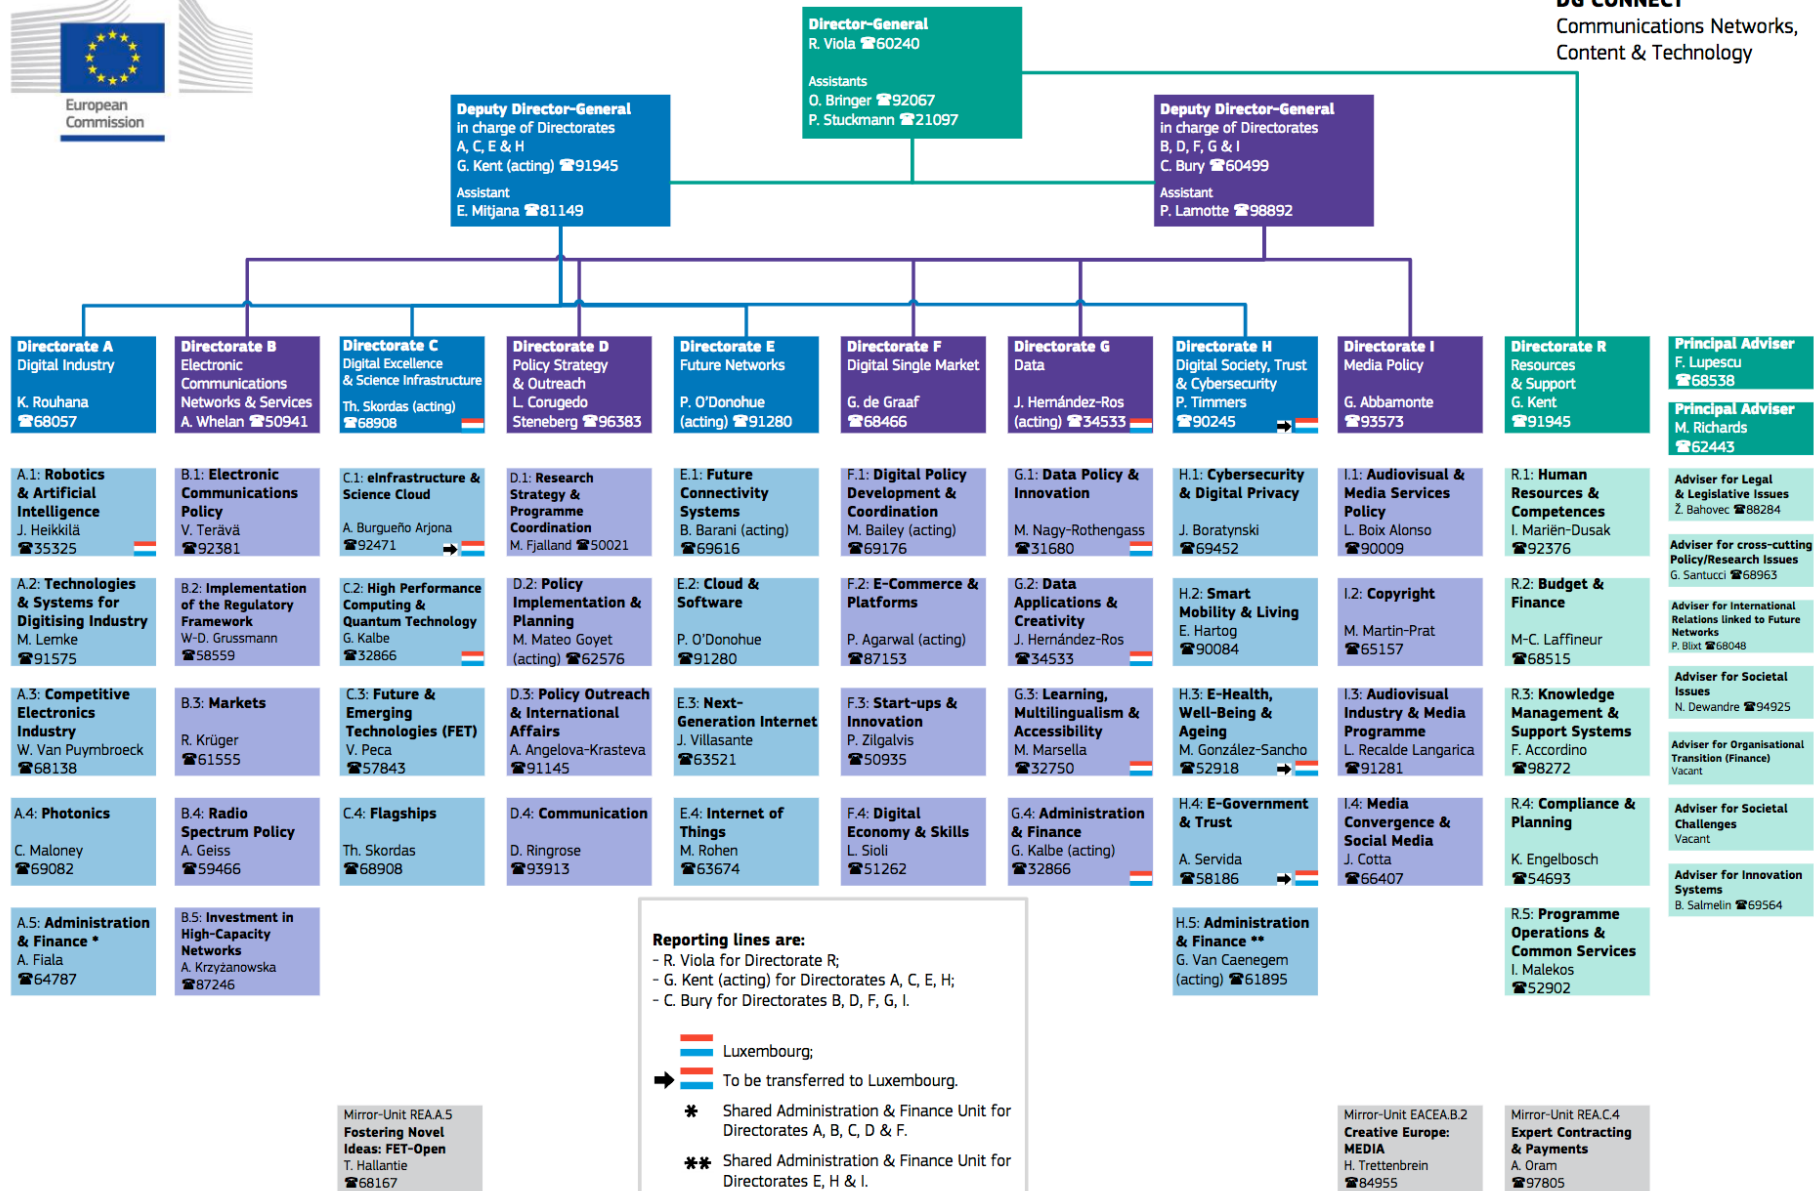 European
Commission
DG CONNECT
Communications Networks,
Content & Technology
Director-General
R. Viola ☎60240
Assistants
O. Bringer ☎92067
P. Stuckmann ☎21097
Deputy Director-General
in charge of Directorates
A, C, E & H
G. Kent (acting) ☎91945
Assistant
E. Mitjana ☎81149
Deputy Director-General
in charge of Directorates
B, D, F, G & I
C. Bury ☎60499
Assistant
P. Lamotte ☎98892
Directorate A
Digital Industry
K. Rouhana
☎68057
A.1: Robotics
& Artificial
Intelligence
J. Heikkilä
☎35325
A.2: Technologies
& Systems for
Digitising Industry
M. Lemke
☎91575
A.3: Competitive
Electronics
Industry
W. Van Puymbroeck
☎68138
A.4: Photonics
C. Maloney
☎69082
A.5: Administration
& Finance *
A. Fiala
☎64787
Directorate B
Electronic
Communications
Networks & Services
A. Whelan ☎50941
B.1: Electronic
Communications
Policy
V. Terävä
☎92381
B.2: Implementation
of the Regulatory
Framework
W-D. Grussmann
☎58559
B.3: Markets
R. Krüger
☎61555
B.4: Radio
Spectrum Policy
A. Geiss
☎59466
B.5: Investment in
High-Capacity
Networks
A. Krzyżanowska
☎87246
Directorate C
Digital Excellence
& Science Infrastructure
Th. Skordas (acting)
☎68908
C.1: eInfrastructure &
Science Cloud
A. Burgueño Arjona
☎92471
C.2: High Performance
Computing &
Quantum Technology
G. Kalbe
☎32866
C.3: Future &
Emerging
Technologies (FET)
V. Peca
☎57843
C.4: Flagships
Th. Skordas
☎68908
Mirror-Unit REA.A.5
Fostering Novel
Ideas: FET-Open
T. Hallantie
☎68167
Directorate D
Policy Strategy
& Outreach
L. Corugedo
Steneberg ☎96383
D.1: Research
Strategy &
Programme
Coordination
M. Fjalland ☎50021
D.2: Policy
Implementation &
Planning
M. Mateo Goyet
(acting) ☎62576
D.3: Policy Outreach
& International
Affairs
A. Angelova-Krasteva
☎91145
D.4: Communication
D. Ringrose
☎93913
Directorate E
Future Networks
P. O'Donohue
(acting) ☎91280
E.1: Future
Connectivity
Systems
B. Barani (acting)
☎69616
E.2: Cloud &
Software
P. O'Donohue
☎91280
E.3: Next-
Generation Internet
J. Villasante
☎63521
E.4: Internet of
Things
M. Rohen
☎63674
Directorate F
Digital Single Market
G. de Graaf
☎68466
F.1: Digital Policy
Development &
Coordination
M. Bailey (acting)
☎69176
F.2: E-Commerce &
Platforms
P. Agarwal (acting)
☎87153
F.3: Start-ups &
Innovation
P. Zilgalvis
☎50935
F.4: Digital
Economy & Skills
L. Sioli
☎51262
Directorate G
Data
J. Hernández-Ros
(acting) ☎34533
G.1: Data Policy &
Innovation
M. Nagy-Rothengass
☎31680
G.2: Data
Applications &
Creativity
J. Hernández-Ros
☎34533
G.3: Learning,
Multilingualism &
Accessibility
M. Marsella
☎32750
G.4: Administration
& Finance
G. Kalbe (acting)
☎32866
Directorate H
Digital Society, Trust
& Cybersecurity
P. Timmers
☎90245
H.1: Cybersecurity
& Digital Privacy
J. Boratynski
☎69452
H.2: Smart
Mobility & Living
E. Hartog
☎90084
H.3: E-Health,
Well-Being &
Ageing
M. González-Sancho
☎52918
H.4: E-Government
& Trust
A. Servida
☎58186
H.5: Administration
& Finance **
G. Van Caenegem
(acting) ☎61895
Directorate I
Media Policy
G. Abbamonte
☎93573
I.1: Audiovisual &
Media Services
Policy
L. Boix Alonso
☎90009
I.2: Copyright
M. Martin-Prat
☎65157
I.3: Audiovisual
Industry & Media
Programme
L. Recalde Langarica
☎91281
I.4: Media
Convergence &
Social Media
J. Cotta
☎66407
Mirror-Unit EACEA.B.2
Creative Europe:
MEDIA
H. Trettenbrein
☎84955
Directorate R
Resources
& Support
G. Kent
☎91945
R.1: Human
Resources &
Competences
I. Mariën-Dusak
☎92376
R.2: Budget &
Finance
M-C. Laffineur
☎68515
R.3: Knowledge
Management &
Support Systems
F. Accordino
☎98272
R.4: Compliance &
Planning
K. Engelbosch
☎54693
R.5: Programme
Operations &
Common Services
I. Malekos
☎52902
Mirror-Unit REA.C.4
Expert Contracting
& Payments
A. Oram
☎97805
Principal Adviser
F. Lupescu
☎68538
Principal Adviser
M. Richards
☎62443
Adviser for Legal
& Legislative Issues
Ž. Bahovec ☎88284
Adviser for cross-cutting
Policy/Research Issues
G. Santucci ☎68963
Adviser for International
Relations linked to Future
Networks
P. Blixt ☎68048
Adviser for Societal
Issues
N. Dewandre ☎94925
Adviser for Organisational
Transition (Finance)
Vacant
Adviser for Societal
Challenges
Vacant
Adviser for Innovation
Systems
B. Salmelin ☎69564
Reporting lines are:
- R. Viola for Directorate R;
- G. Kent (acting) for Directorates A, C, E, H;
- C. Bury for Directorates B, D, F, G, I.
Luxembourg;
To be transferred to Luxembourg.
* Shared Administration & Finance Unit for
Directorates A, B, C, D & F.
** Shared Administration & Finance Unit for
Directorates E, H & I.